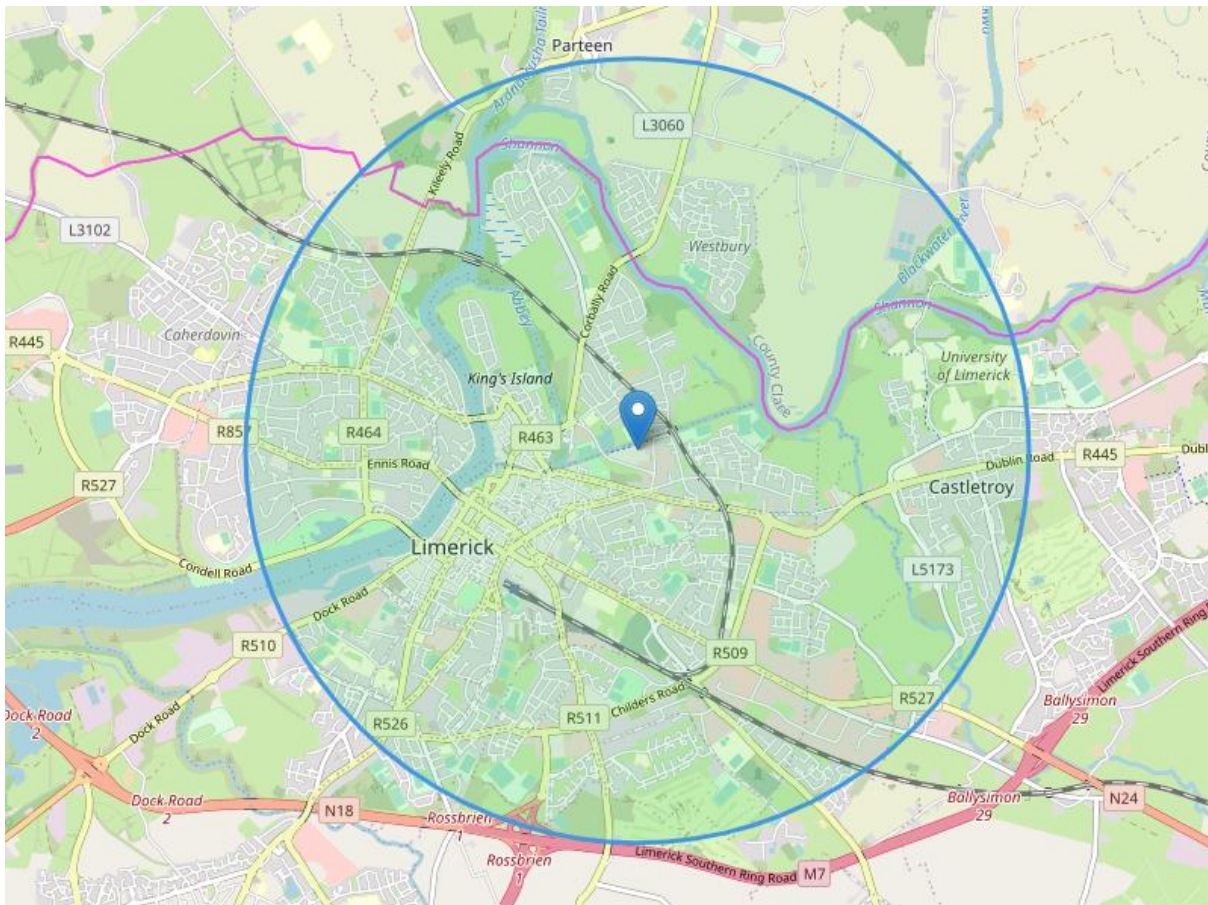 Parteen
Ardnacrusha Tailr
L3060
Shannon
Kileely Road
L3102
Westbury
Blackwater River
Abbey
Corbally Road
Shannon
Caherdavin
R445
County Clare
University
of Limerick
King's Island
R857
R464
R463
Ennis Road
Dublin Road
R445
Dubl
R527
Castletroy
Limerick
Condell Road
L5173
Dock Road
R510
R509
Limerick Southern Ring
Childers Road
R527
Ballysimon
29
Dock Road
2
Dock Road
R526
R511
Dock Road
2
N18
Rossbrien
1
Ballysimon
29
N24
Rossbrien
1
Limerick Southern Ring Road
M7